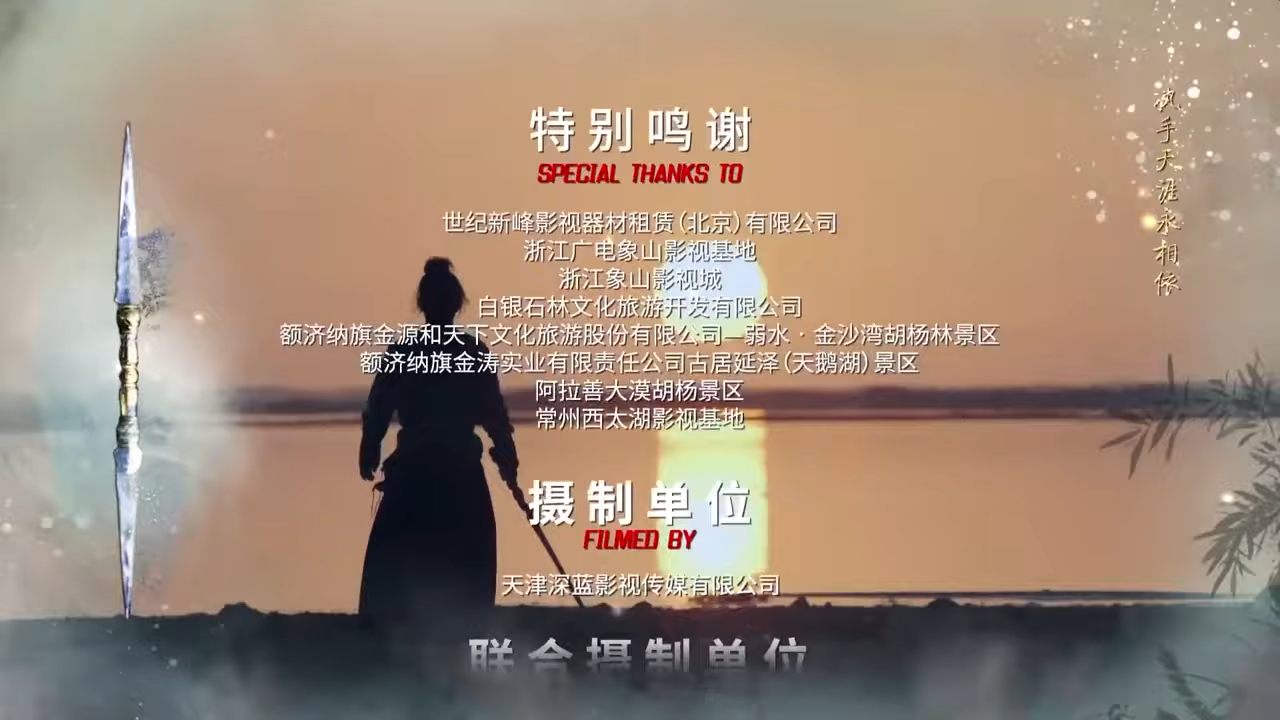 特别鸣谢
SPECIAL THANKS TO
世纪新峰影视器材租赁(北京)有限公司
浙江广电象山影视基地
浙江象山影视城
白银石林文化旅游开发有限公司
额济纳旗金源和天下文化旅游股份有限公司—弱水·金沙湾胡杨林景区
额济纳旗金涛实业有限责任公司古居延泽(天鹅湖)景区
阿拉善大漠胡杨景区
常州西太湖影视基地
摄制单位
FILMED BY
天津深蓝影视传媒有限公司
联合摄制单位
执手天涯永相依